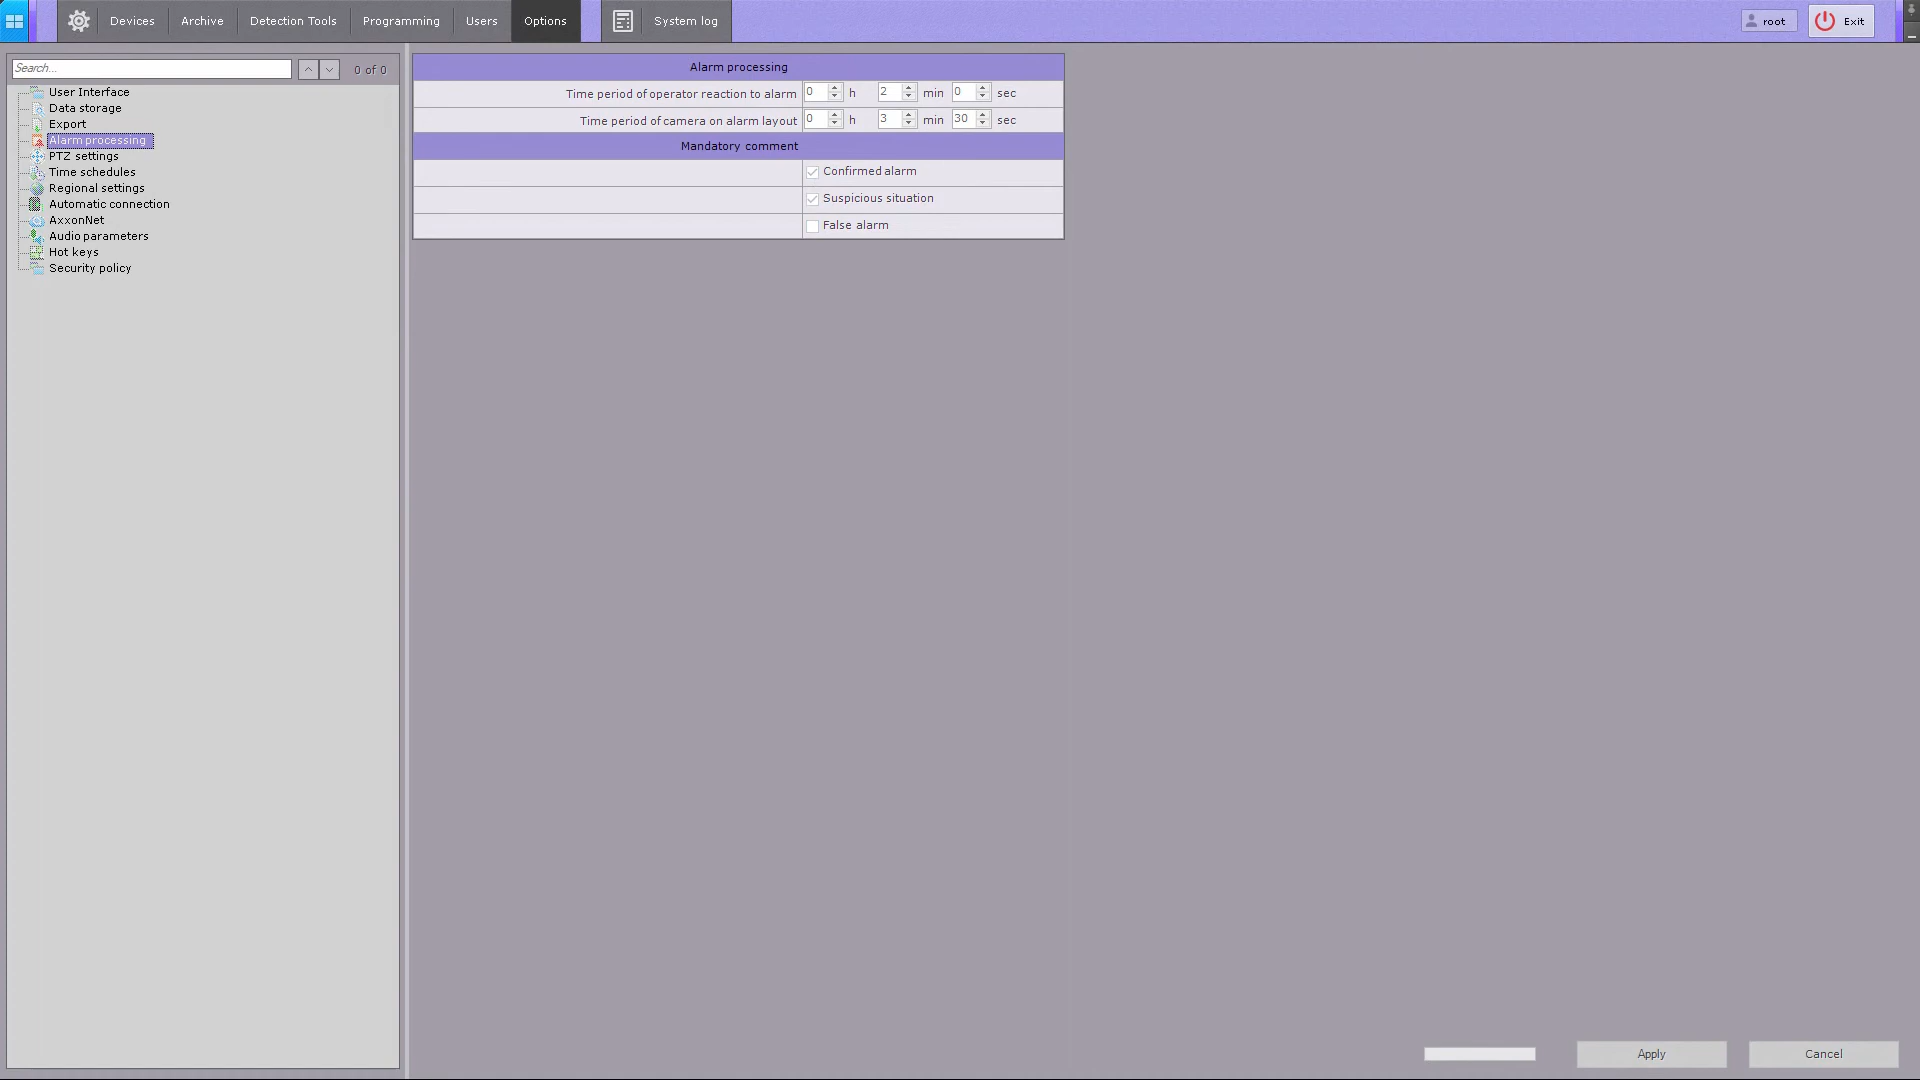 Devices Archive Detection Tools Programming Users Options System log root Exit
Search... 0 of 0
User Interface
Data storage
Export
Alarm processing
PTZ settings
Time schedules
Regional settings
Automatic connection
AxxonNet
Audio parameters
Hot keys
Security policy
Alarm processing
Time period of operator reaction to alarm 0 h 2 min 0 sec
Time period of camera on alarm layout 0 h 3 min 30 sec
Mandatory comment
Confirmed alarm
Suspicious situation
False alarm
Apply Cancel